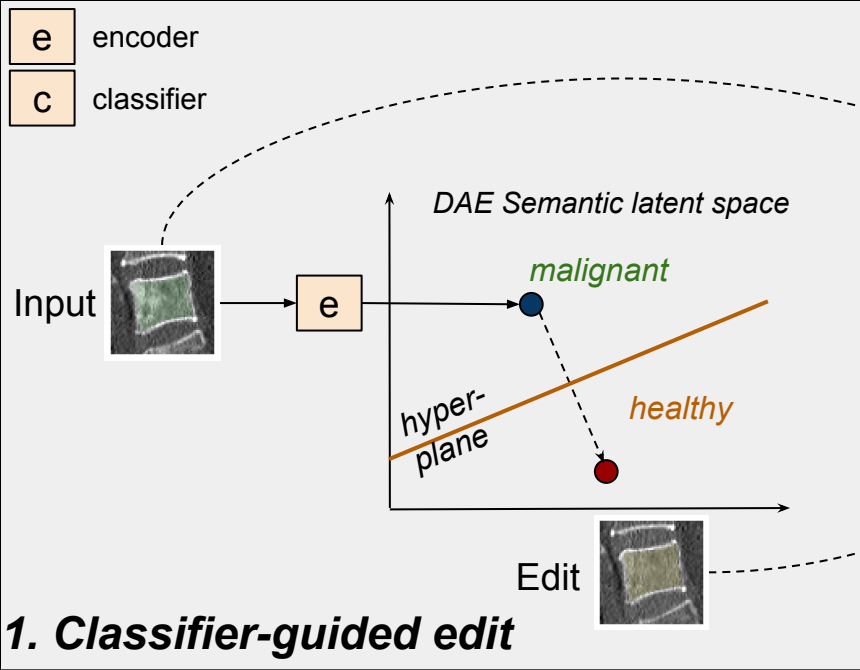 e encoder
c classifier
DAE Semantic latent space
malignant
Input
e
healthy
hyper-
plane
Edit
1. Classifier-guided edit